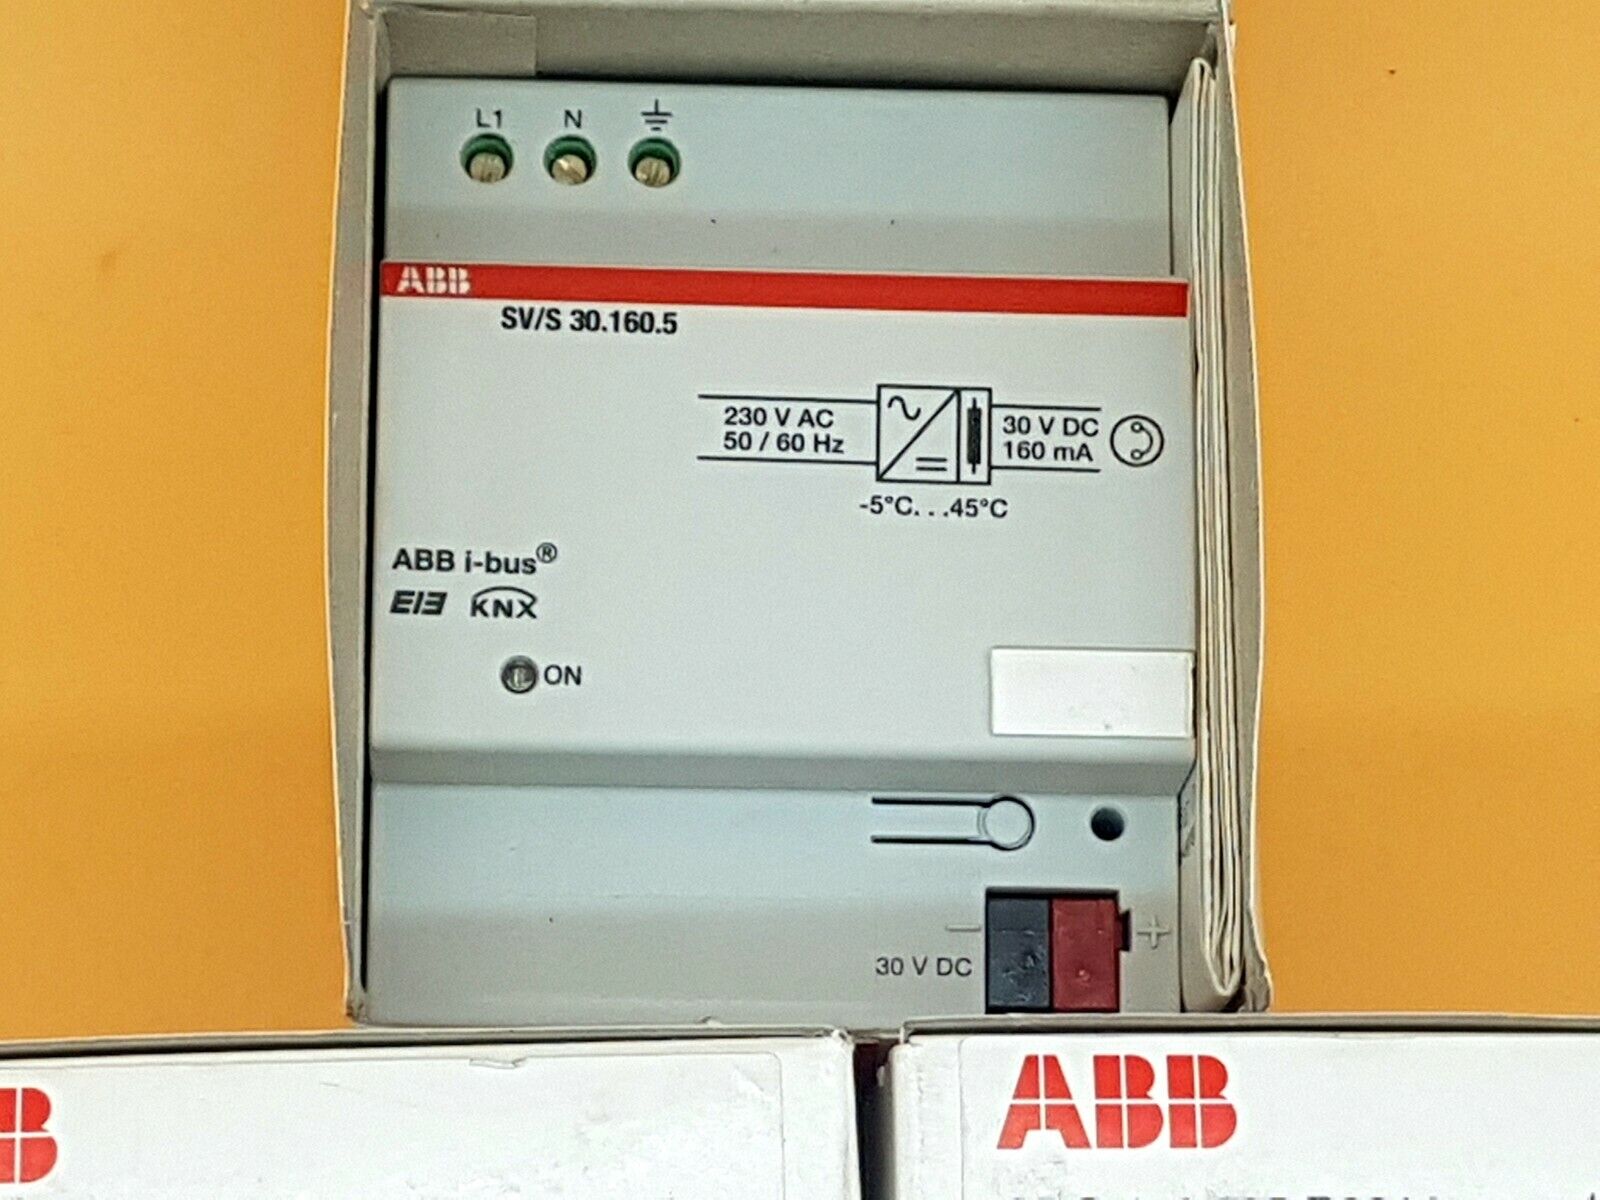 L1 N
ABB
SV/S 30.160.5
230 V AC
50 / 60 Hz
30 V DC
160 mA
-5°C. . .45°C
ABB i-bus®
EIB KNX
ON
− +
30 V DC
ABB